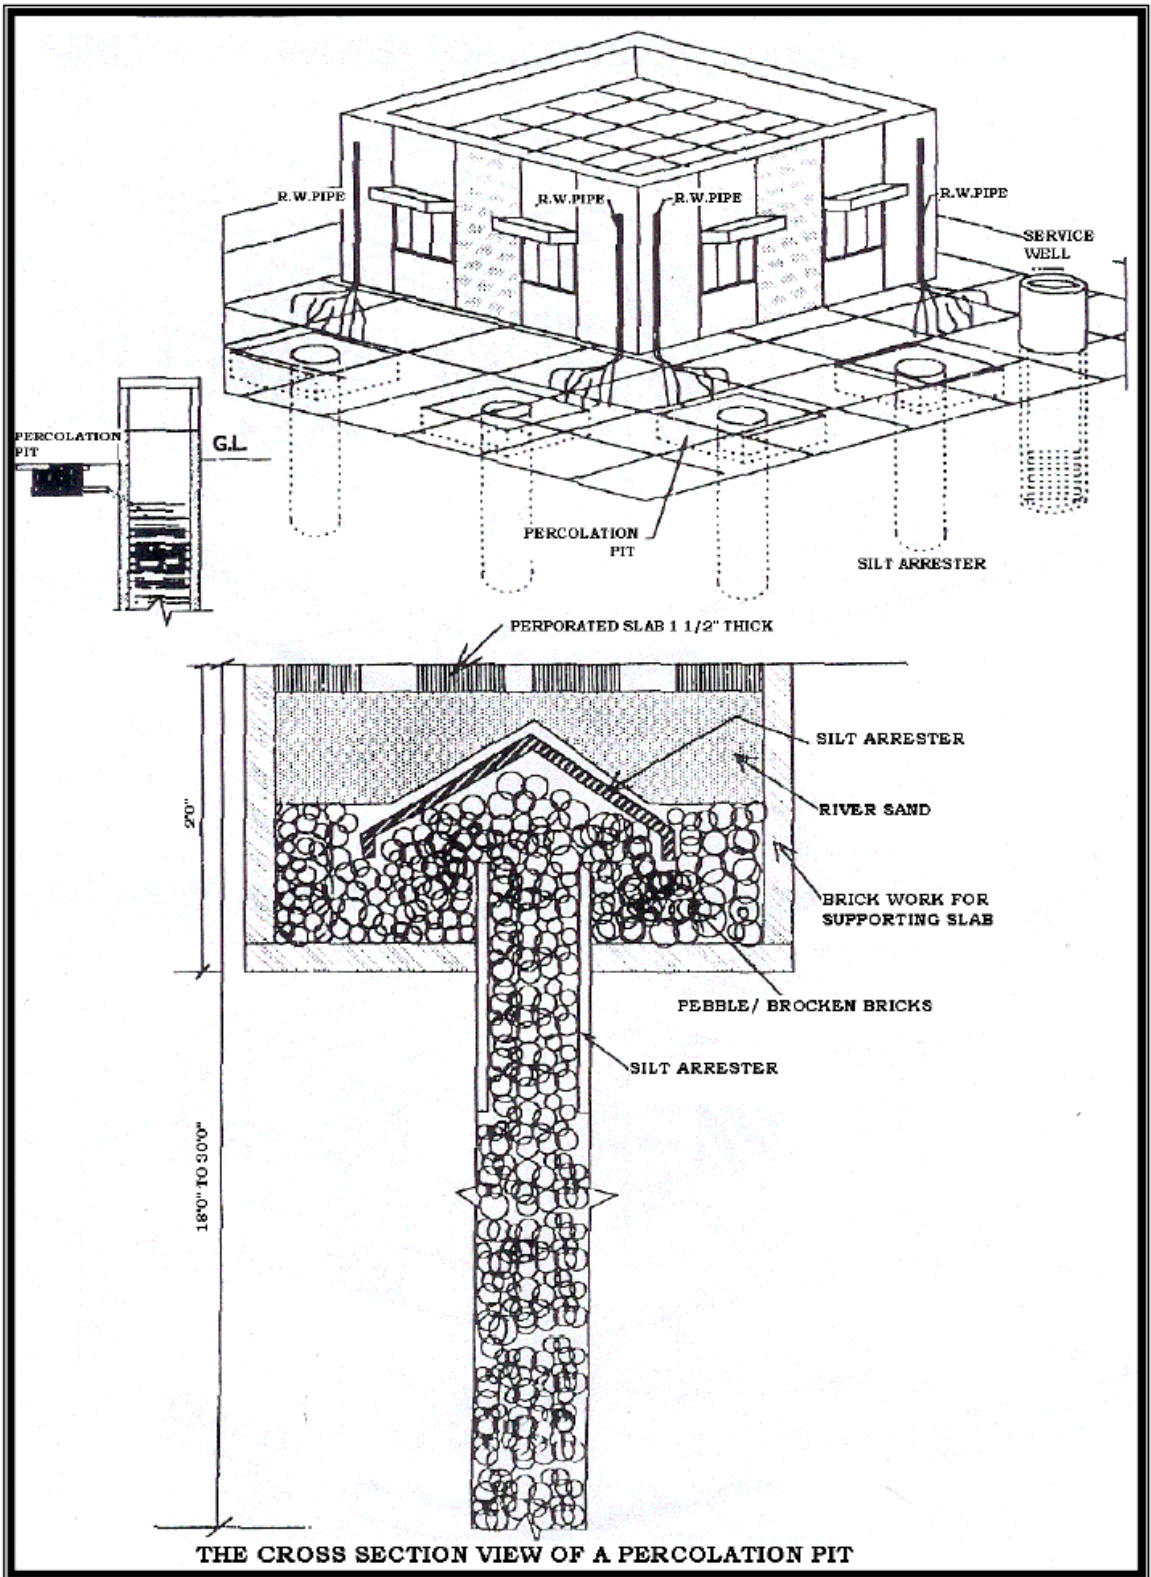 R.W.PIPE
R.W.PIPE
R.W.PIPE
R.W.PIPE
SERVICE
WELL
PERCOLATION
PIT
G.L.
PERCOLATION
PIT
SILT ARRESTER
PERPORATED SLAB 1 1/2" THICK
SILT ARRESTER
2'0"
RIVER SAND
BRICK WORK FOR
SUPPORTING SLAB
PEBBLE/ BROCKEN BRICKS
SILT ARRESTER
18'0" TO 30'0"
THE CROSS SECTION VIEW OF A PERCOLATION PIT